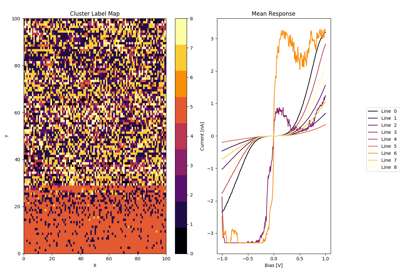 Cluster Label Map
Mean Response
100
80
60
40
20
0
y
0
20
40
60
80
100
x
8
7
6
5
4
3
2
1
0
Current [nA]
3
2
1
0
−1
−2
−3
−1.0
−0.5
0.0
0.5
1.0
Bias [V]
Line 0
Line 1
Line 2
Line 3
Line 4
Line 5
Line 6
Line 7
Line 8